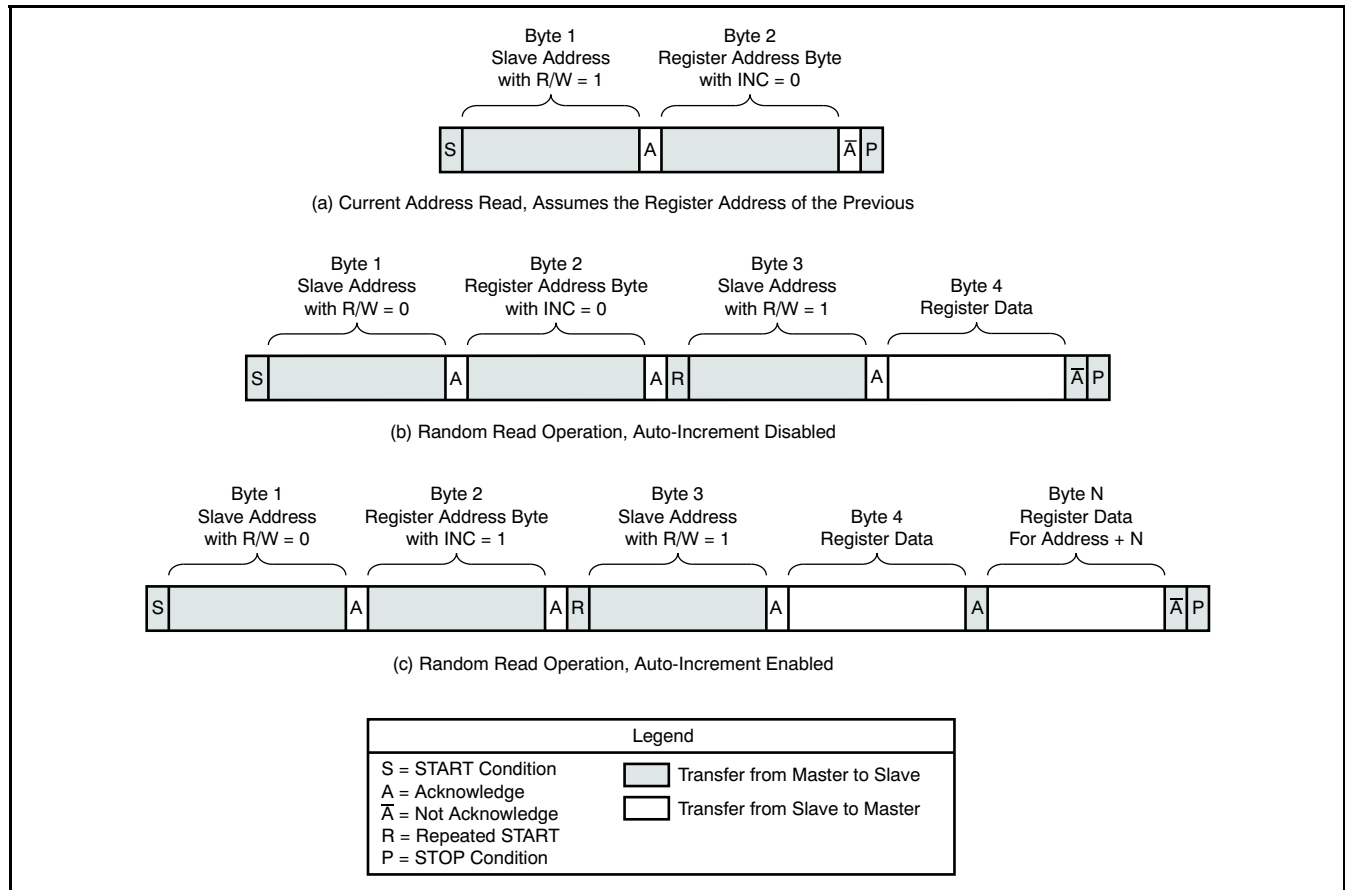 Byte 1
Slave Address
with R/W = 1
Byte 2
Register Address Byte
with INC = 0
S A A̅ P
(a) Current Address Read, Assumes the Register Address of the Previous
Byte 1
Slave Address
with R/W = 0
Byte 2
Register Address Byte
with INC = 0
Byte 3
Slave Address
with R/W = 1
Byte 4
Register Data
S A A R A A̅ P
(b) Random Read Operation, Auto-Increment Disabled
Byte 1
Slave Address
with R/W = 0
Byte 2
Register Address Byte
with INC = 1
Byte 3
Slave Address
with R/W = 1
Byte 4
Register Data
Byte N
Register Data
For Address + N
S A A R A A A̅ P
(c) Random Read Operation, Auto-Increment Enabled
Legend
S = START Condition
A = Acknowledge
A̅ = Not Acknowledge
R = Repeated START
P = STOP Condition
Transfer from Master to Slave
Transfer from Slave to Master